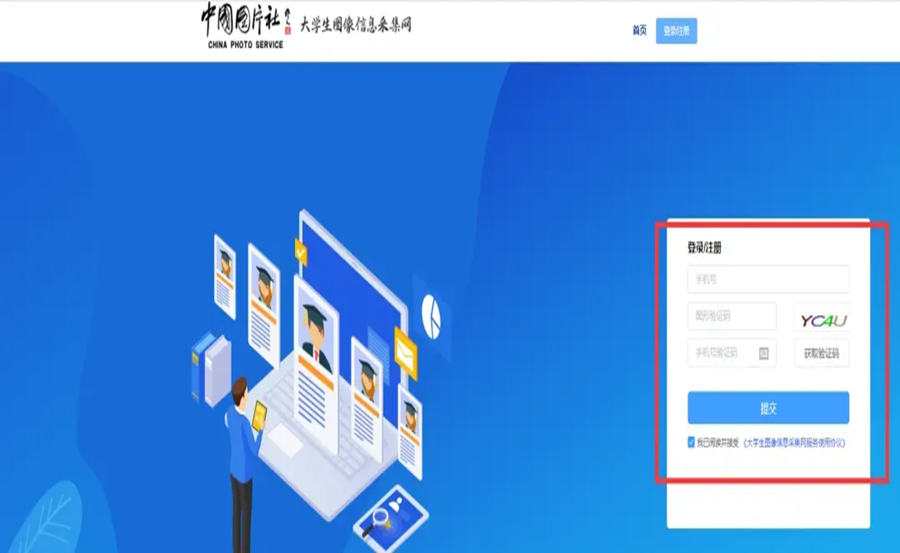 中國图片社
大学生图像信息采集网
CHINA PHOTO SERVICE
首页
登录/注册
登录/注册
手机号
图形验证码
YC4U
手机号验证码
获取验证码
提交
我已阅读并接受《大学生图像信息采集网服务使用协议》